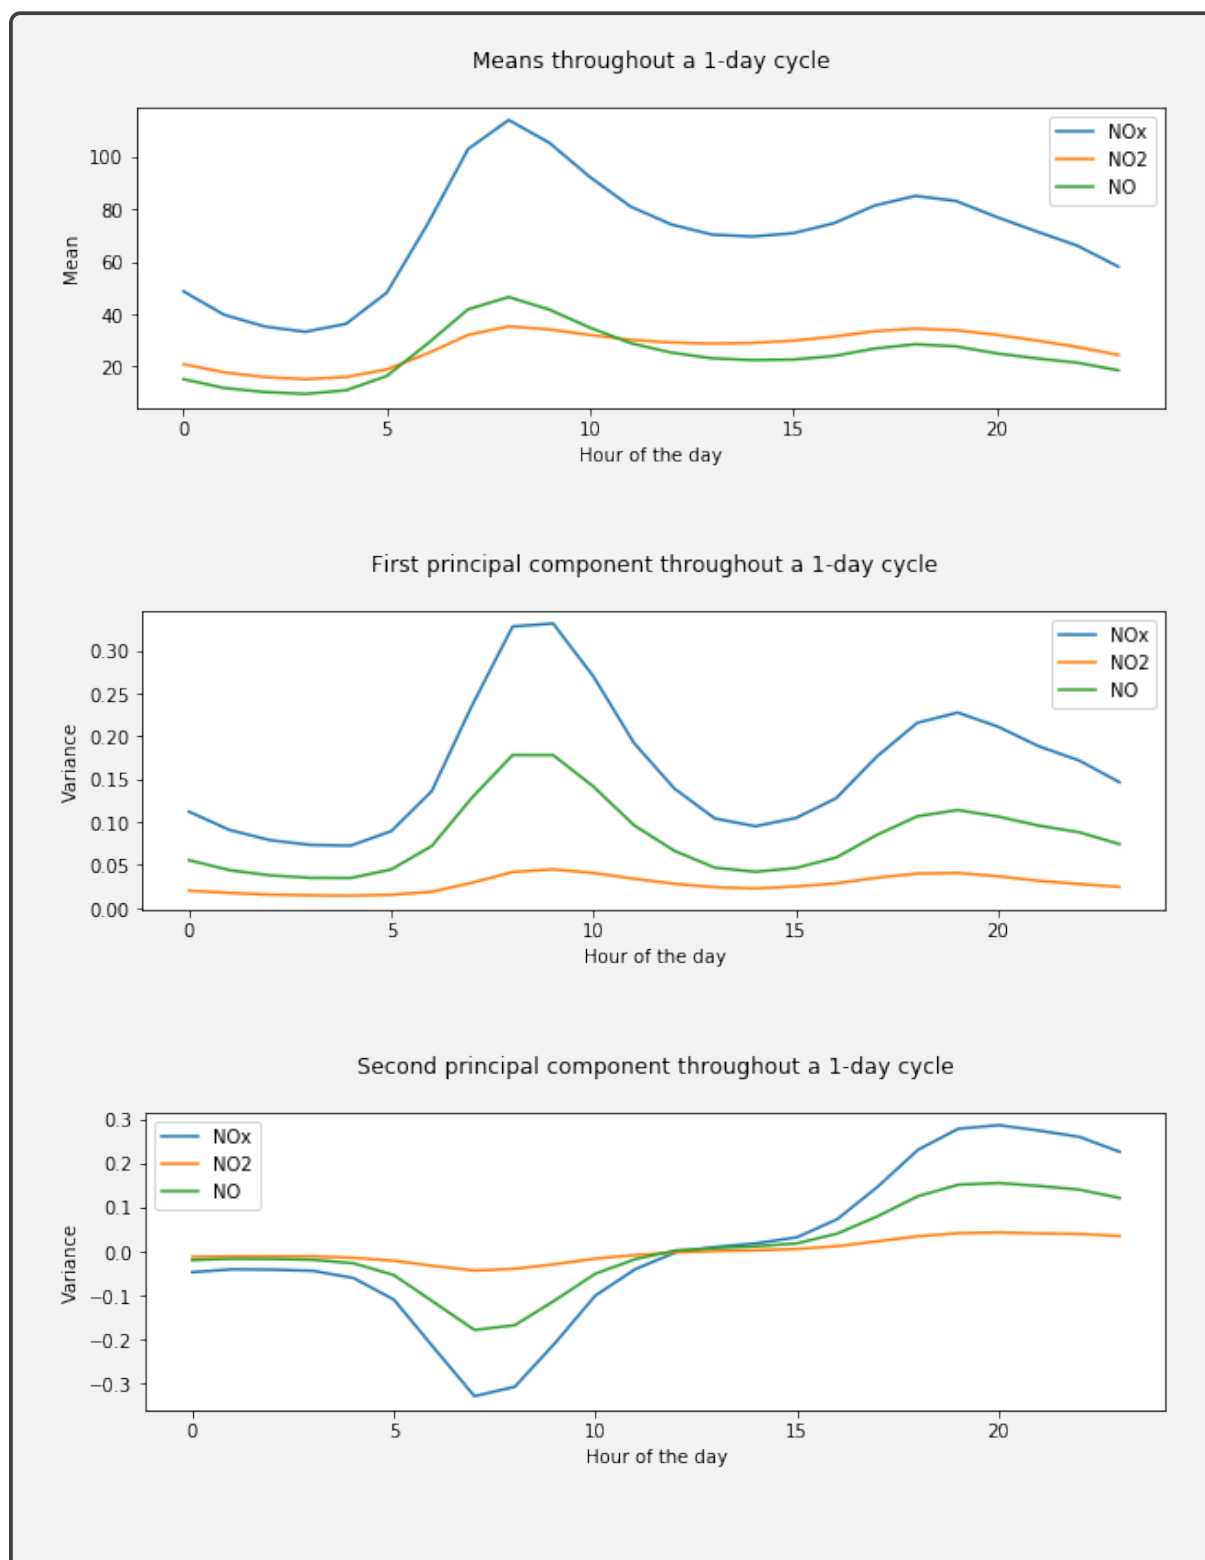 Means throughout a 1-day cycle
NOx
NO2
NO
100
80
60
40
20
Mean
0 5 10 15 20
Hour of the day
First principal component throughout a 1-day cycle
NOx
NO2
NO
0.30
0.25
0.20
0.15
0.10
0.05
0.00
Variance
0 5 10 15 20
Hour of the day
Second principal component throughout a 1-day cycle
NOx
NO2
NO
0.3
0.2
0.1
0.0
−0.1
−0.2
−0.3
Variance
0 5 10 15 20
Hour of the day